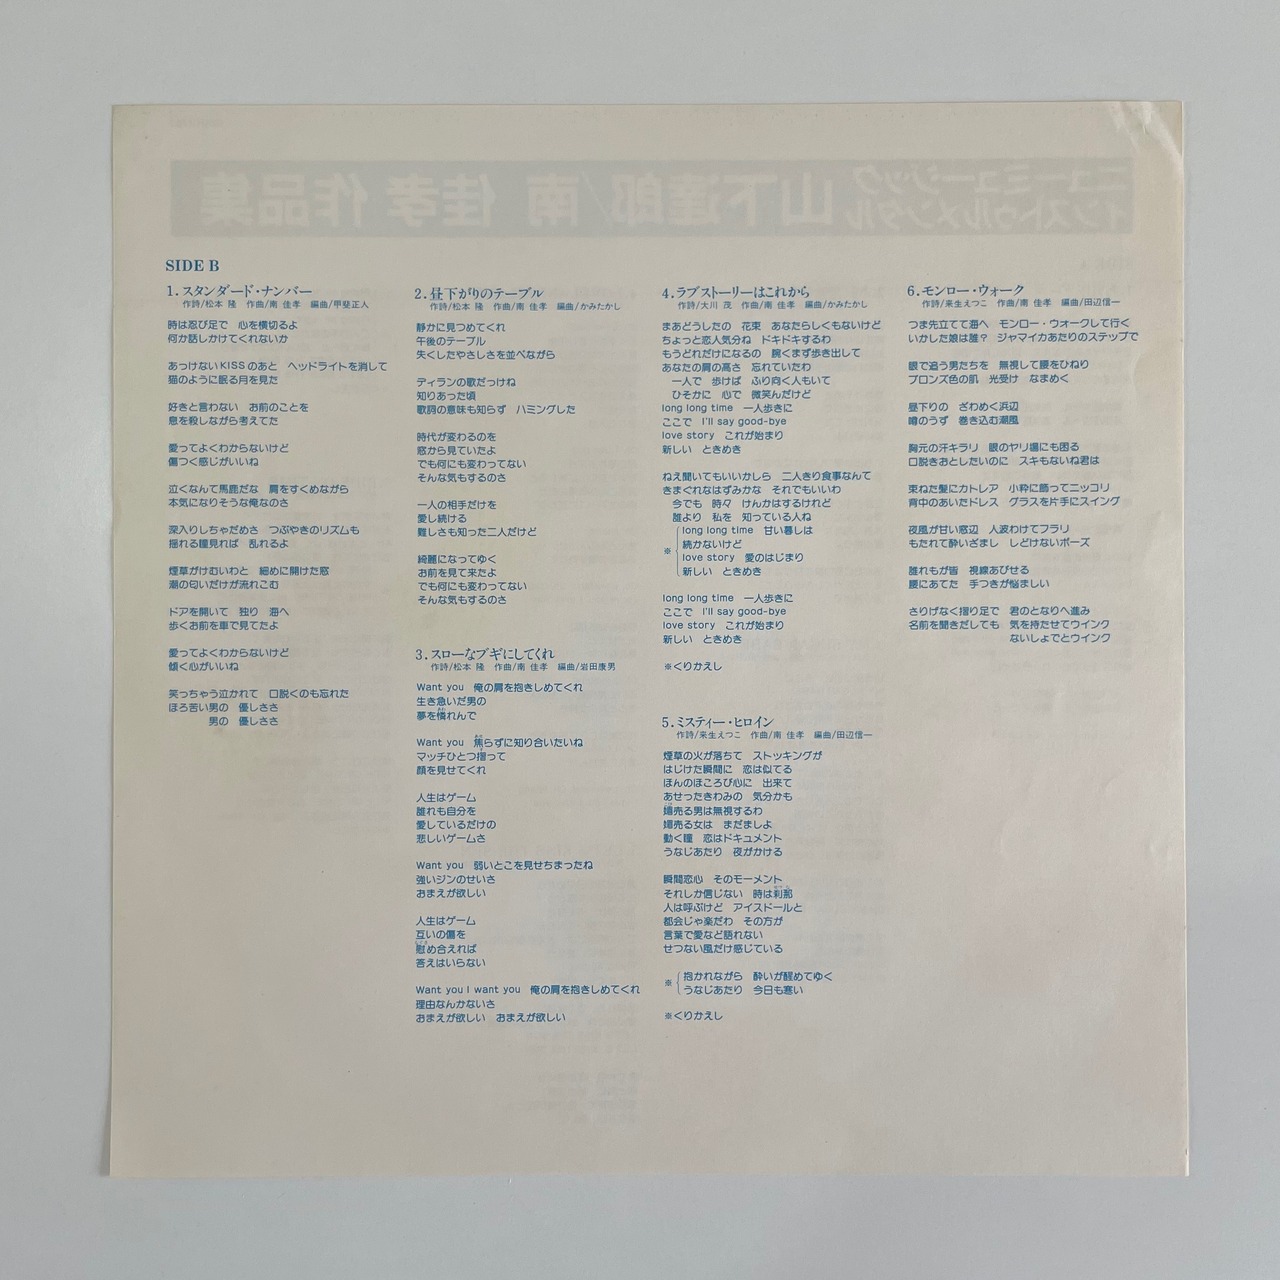 ニューミュージック
インストゥルメンタル
山下達郎/南 佳孝 作品集
SIDE B
1. スタンダード・ナンバー
作詩/松本 隆　作曲/南 佳孝　編曲/甲斐正人
時は忍び足で　心を横切るよ
何か話しかけてくれないか
あっけないKISSのあと　ヘッドライトを消して
猫のように眠る月を見た
好きと言わない　お前のことを
息を殺しながら考えてた
愛ってよくわからないけど
傷つく感じがいいね
泣くなんて馬鹿だな　肩をすくめながら
本気になりそうな俺なのさ
深入りしちゃだめさ　つぶやきのリズムも
揺れる瞳見れば　乱れるよ
煙草がけむいわと　細めに開けた窓
潮の匂いだけが流れこむ
ドアを開いて　独り　海へ
歩くお前を車で見てたよ
愛ってよくわからないけど
傾く心がいいね
笑っちゃう泣かれて　口説くのも忘れた
ほろ苦い男の　優しささ
男の　優しささ
2. 昼下がりのテーブル
作詩/松本 隆　作曲/南 佳孝　編曲/かみたかし
静かに見つめてくれ
午後のテーブル
失くしたやさしさを並べながら
ディランの歌だっけね
知りあった頃
歌詞の意味も知らず　ハミングした
時代が変わるのを
窓から見ていたよ
でも何にも変わってない
そんな気もするのさ
一人の相手だけを
愛し続ける
難しさも知った二人だけど
綺麗になってゆく
お前を見て来たよ
でも何にも変わってない
そんな気もするのさ
3. スローなブギにしてくれ
作詩/松本 隆　作曲/南 佳孝　編曲/岩田康男
Want you　俺の肩を抱きしめてくれ
生き急いだ男の
夢を憐れんで
Want you　焦らずに知り合いたいね
マッチひとつ摺って
顔を見せてくれ
人生はゲーム
誰れも自分を
愛しているだけの
悲しいゲームさ
Want you　弱いとこを見せちまったね
強いジンのせいさ
おまえが欲しい
人生はゲーム
互いの傷を
慰め合えれば
答えはいらない
Want you I want you　俺の肩を抱きしめてくれ
理由なんかないさ
おまえが欲しい　おまえが欲しい
4. ラブストーリーはこれから
作詩/大川 茂　作曲/南 佳孝　編曲/かみたかし
まあどうしたの　花束　あなたらしくもないけど
ちょっと恋人気分ね　ドキドキするわ
もうどれだけになるの　腕くまず歩き出して
あなたの肩の高さ　忘れていたわ
一人で　歩けば　ふり向く人もいて
ひそかに　心で　微笑んだけど
long long time　一人歩きに
ここで　I'll say good-bye
love story　これが始まり
新しい　ときめき
ねえ聞いてもいいかしら　二人きり食事なんて
きまぐれなはずみかな　それでもいいわ
今でも　時々　けんかはするけれど
誰より　私を　知っている人ね
※
long long time　甘い暮しは
続かないけど
love story　愛のはじまり
新しい　ときめき
long long time　一人歩きに
ここで　I'll say good-bye
love story　これが始まり
新しい　ときめき
※くりかえし
5. ミスティー・ヒロイン
作詩/来生えつこ　作曲/南 佳孝　編曲/田辺信一
煙草の火が落ちて　ストッキングが
はじけた瞬間に　恋は似てる
ほんのほころび心に　出来て
あせったきわみの　気分かも
媚売る男は無視するわ
媚売る女は　まだましよ
動く瞳　恋はドキュメント
うなじあたり　夜がかける
瞬間恋心　そのモーメント
それしか信じない　時は刹那
人は呼ぶけど　アイスドールと
都会じゃ楽だわ　その方が
言葉で愛など語れない
せつない風だけ感じている
※
抱かれながら　酔いが醒めてゆく
うなじあたり　今日も寒い
※くりかえし
6. モンロー・ウォーク
作詩/来生えつこ　作曲/南 佳孝　編曲/田辺信一
つま先立てて海へ　モンロー・ウォークして行く
いかした娘は誰？　ジャマイカあたりのステップで
眼で追う男たちを　無視して腰をひねり
ブロンズ色の肌　光受け　なまめく
昼下りの　ざわめく浜辺
噂のうず　巻き込む潮風
胸元の汗キラリ　眼のヤリ場にも困る
口説きおとしたいのに　スキもないね君は
束ねた髪にカトレア　小粋に飾ってニッコリ
背中のあいたドレス　グラスを片手にスイング
夜風が甘い窓辺　人波わけてフラリ
もたれて酔いざまし　しどけないポーズ
誰れもが皆　視線あびせる
腰にあてた　手つきが悩ましい
さりげなく摺り足で　君のとなりへ進み
名前を聞きだしても　気を持たせてウインク
ないしょでとウインク